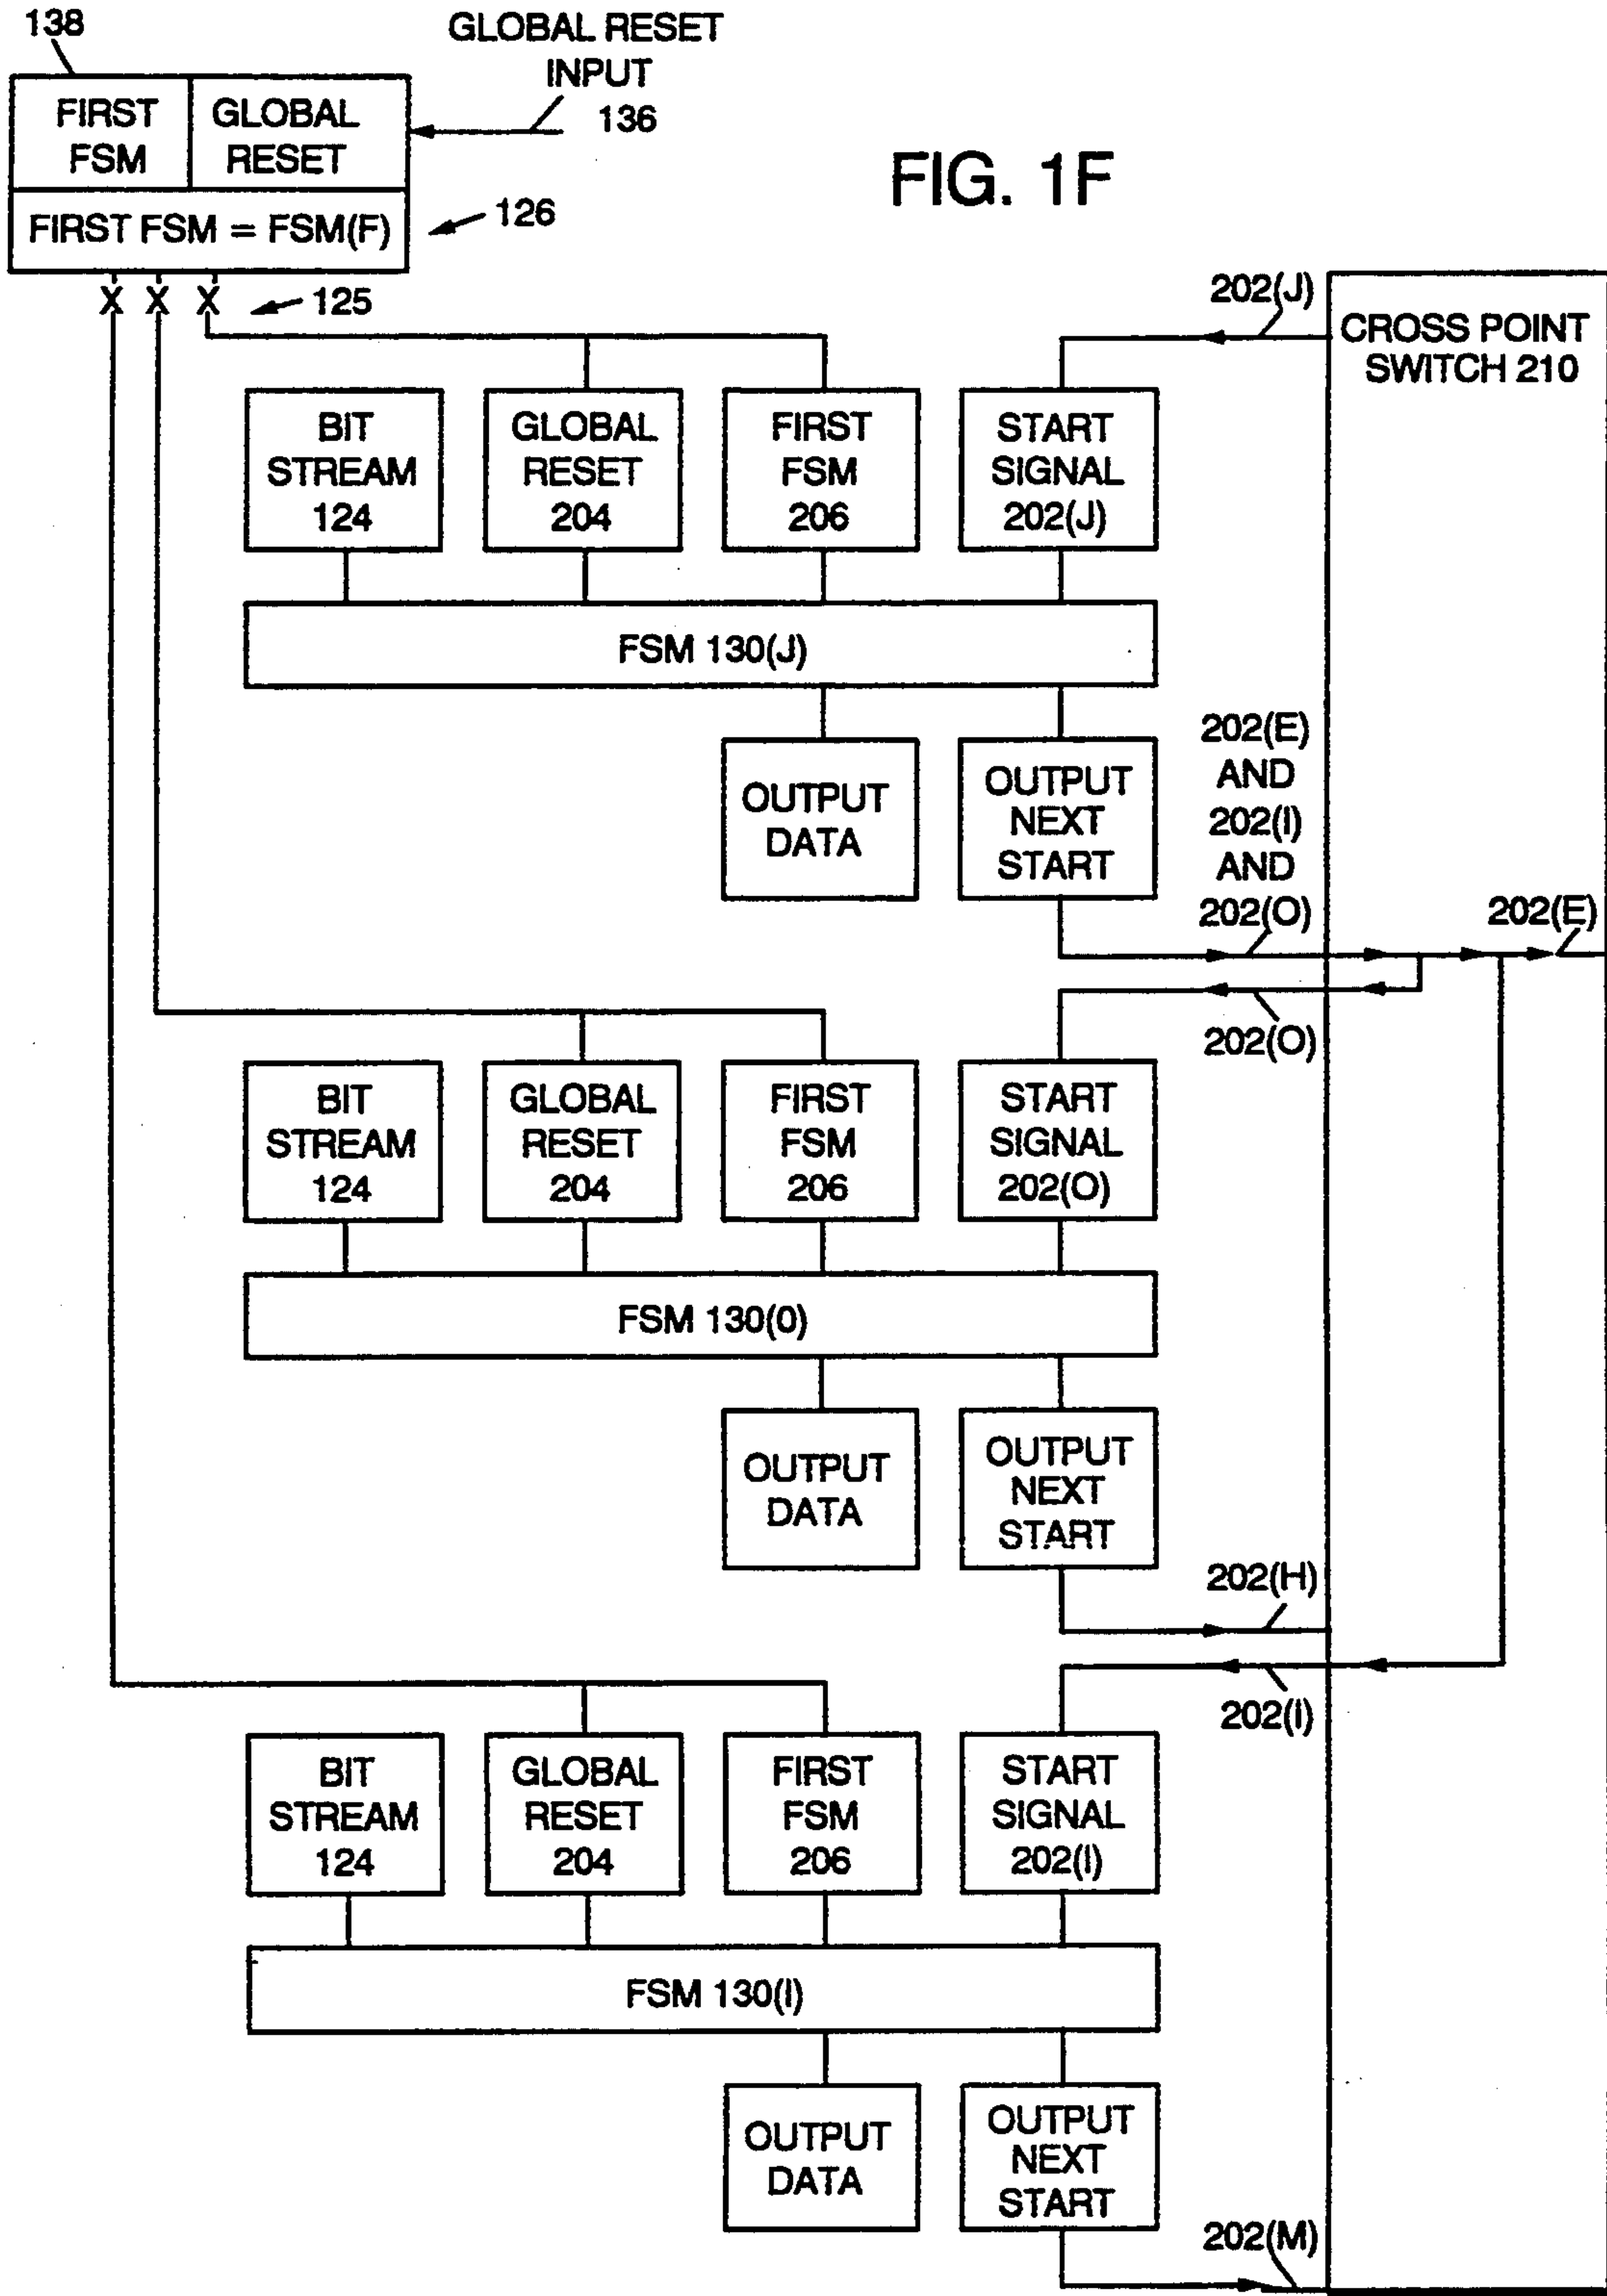 138
GLOBAL RESET
INPUT
136
FIRST
FSM
GLOBAL
RESET
FIRST FSM = FSM(F)
126
FIG. 1F
X X X
125
202(J)
CROSS POINT
SWITCH 210
BIT
STREAM
124
GLOBAL
RESET
204
FIRST
FSM
206
START
SIGNAL
202(J)
FSM 130(J)
OUTPUT
DATA
OUTPUT
NEXT
START
202(E)
AND
202(I)
AND
202(O)
202(E)
202(O)
BIT
STREAM
124
GLOBAL
RESET
204
FIRST
FSM
206
START
SIGNAL
202(O)
FSM 130(0)
OUTPUT
DATA
OUTPUT
NEXT
START
202(H)
202(I)
BIT
STREAM
124
GLOBAL
RESET
204
FIRST
FSM
206
START
SIGNAL
202(I)
FSM 130(I)
OUTPUT
DATA
OUTPUT
NEXT
START
202(M)